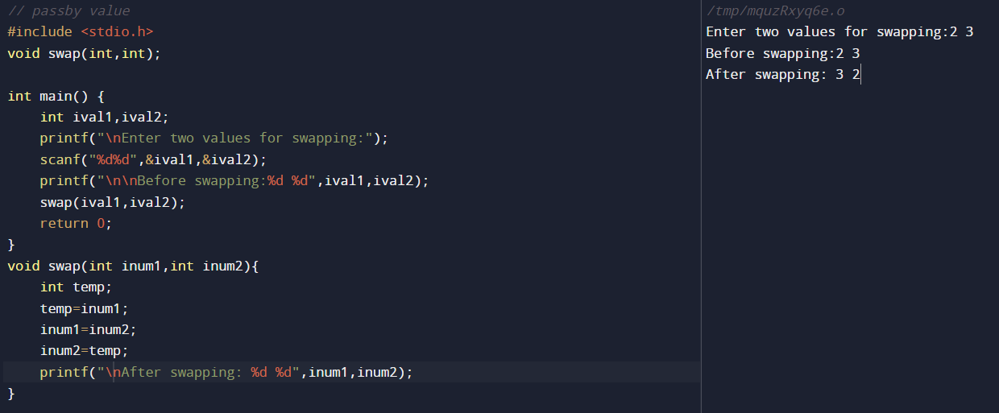 // passby value
#include <stdio.h>
void swap(int,int);
int main() {
    int ival1,ival2;
    printf("\nEnter two values for swapping:");
    scanf("%d%d",&ival1,&ival2);
    printf("\n\nBefore swapping:%d %d",ival1,ival2);
    swap(ival1,ival2);
    return 0;
}
void swap(int inum1,int inum2){
    int temp;
    temp=inum1;
    inum1=inum2;
    inum2=temp;
    printf("\nAfter swapping: %d %d",inum1,inum2);
}
/tmp/mquzRxyq6e.o
Enter two values for swapping:2 3
Before swapping:2 3
After swapping: 3 2